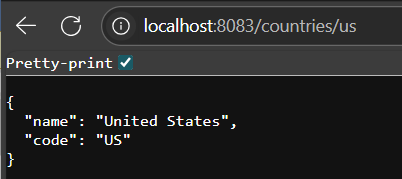 localhost:8083/countries/us
Pretty-print
{
  "name": "United States",
  "code": "US"
}